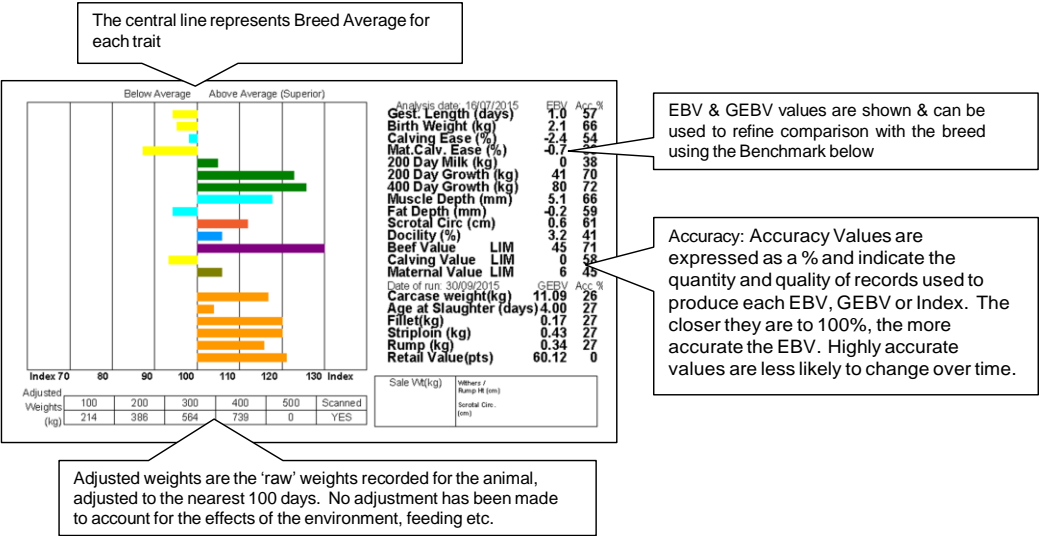 The central line represents Breed Average for
each trait
Below Average Above Average (Superior)
Analysis date: 16/07/2015 EBV Acc %
Gest. Length (days) 1.0 57
Birth Weight (kg) 2.1 66
Calving Ease (%) -2.4 54
Mat.Calv. Ease (%) -0.7
200 Day Milk (kg) 0 38
200 Day Growth (kg) 41 70
400 Day Growth (kg) 80 72
Muscle Depth (mm) 5.1 66
Fat Depth (mm) -0.2 59
Scrotal Circ (cm) 0.6 61
Docility (%) 3.2 41
Beef Value LIM 45 71
Calving Value LIM 0 58
Maternal Value LIM 6 45
Date of run: 30/09/2015 GEBV Acc %
Carcase weight(kg) 11.09 26
Age at Slaughter (days) 4.00 27
Fillet(kg) 0.17 27
Striploin (kg) 0.43 27
Rump (kg) 0.34 27
Retail Value(pts) 60.12 0
Index 70 80 90 100 110 120 130 Index
Adjusted
Weights
(kg)
100 200 300 400 500 Scanned
214 386 564 739 0 YES
Sale Wt(kg)
Withers /
Rump Ht (cm)
Scrotal Circ.
(cm)
EBV & GEBV values are shown & can be
used to refine comparison with the breed
using the Benchmark below
Accuracy: Accuracy Values are
expressed as a % and indicate the
quantity and quality of records used to
produce each EBV, GEBV or Index. The
closer they are to 100%, the more
accurate the EBV. Highly accurate
values are less likely to change over time.
Adjusted weights are the ‘raw’ weights recorded for the animal,
adjusted to the nearest 100 days. No adjustment has been made
to account for the effects of the environment, feeding etc.